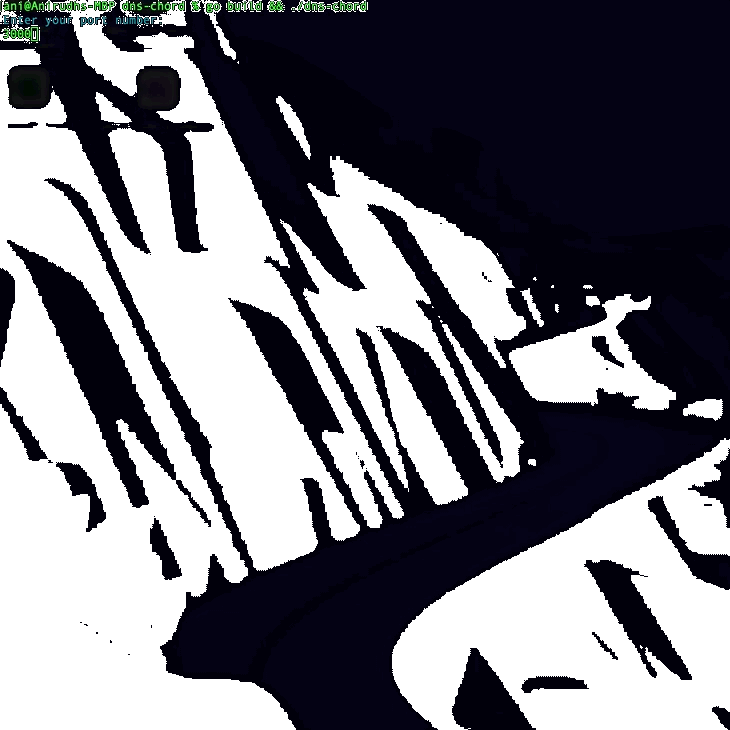 ani@Anirudhs-MBP dns-chord % go build && ./dns-chord
Enter your port number:
3000